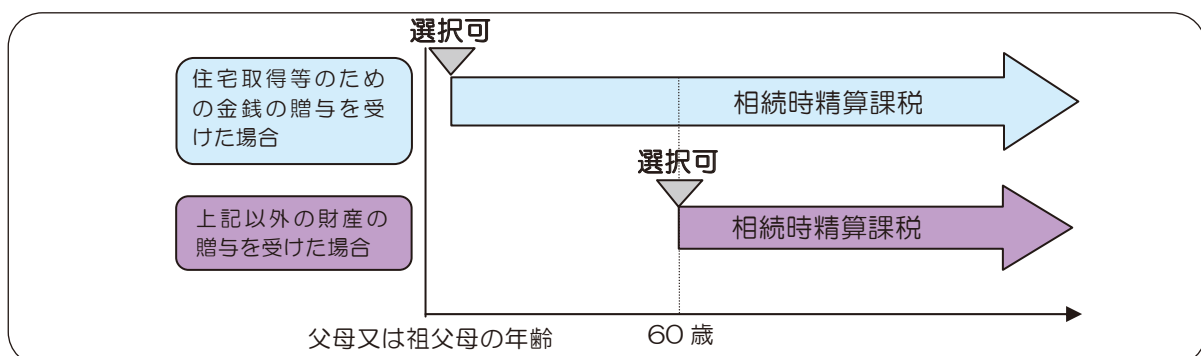 選択可
住宅取得等のため
の金銭の贈与を受
けた場合
相続時精算課税
選択可
上記以外の財産の
贈与を受けた場合
相続時精算課税
父母又は祖父母の年齢
60歳